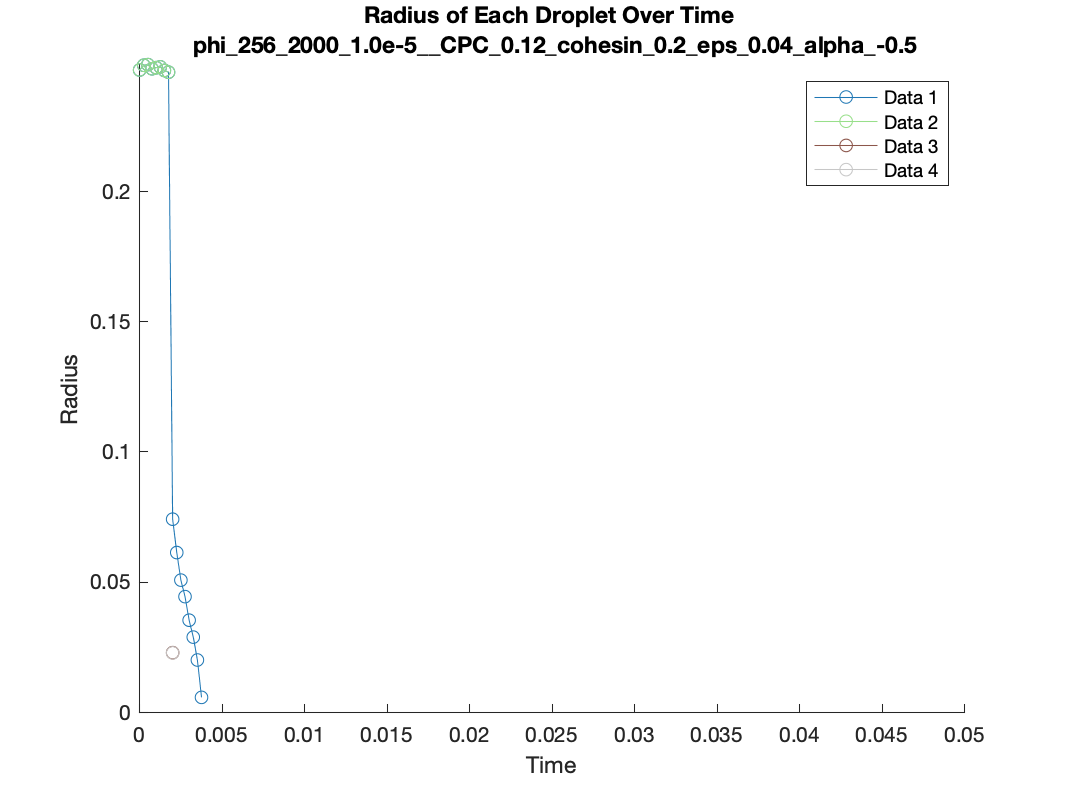 Radius of Each Droplet Over Time
phi_256_2000_1.0e-5__CPC_0.12_cohesin_0.2_eps_0.04_alpha_-0.5
Data 1
Data 2
Data 3
Data 4
0.2
0.15
0.1
0.05
0
Radius
0
0.005
0.01
0.015
0.02
0.025
0.03
0.035
0.04
0.045
0.05
Time